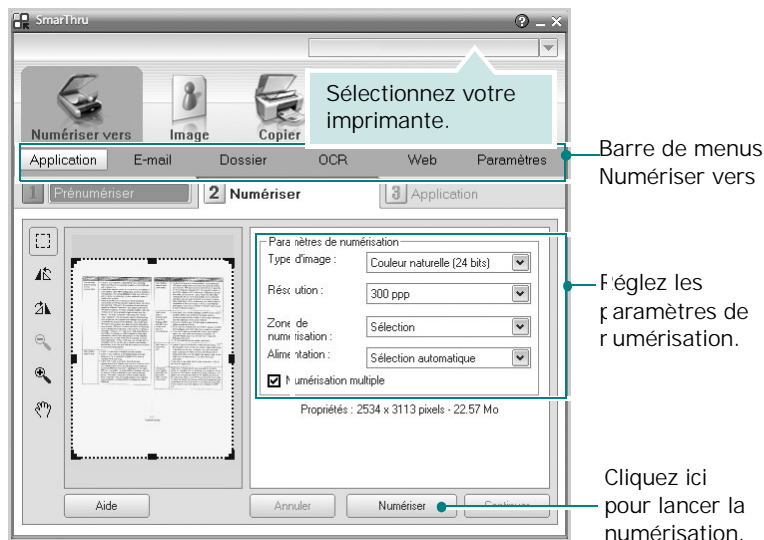 SmarThru
Sélectionnez votre
imprimante.
Numériser vers Image Copier
Application E-mail Dossier OCR Web Paramètres
Barre de menus
Numériser vers
1 Prénumériser 2 Numériser 3 Application
Paramètres de numérisation
Type d'image : Couleur naturelle (24 bits)
Résolution : 300 ppp
Zone de
numérisation : Sélection
Alimentation : Sélection automatique
Numérisation multiple
Propriétés : 2534 x 3113 pixels - 22.57 Mo
Réglez les
paramètres de
numérisation.
Aide Annuler Numériser Continuer
Cliquez ici
pour lancer la
numérisation.